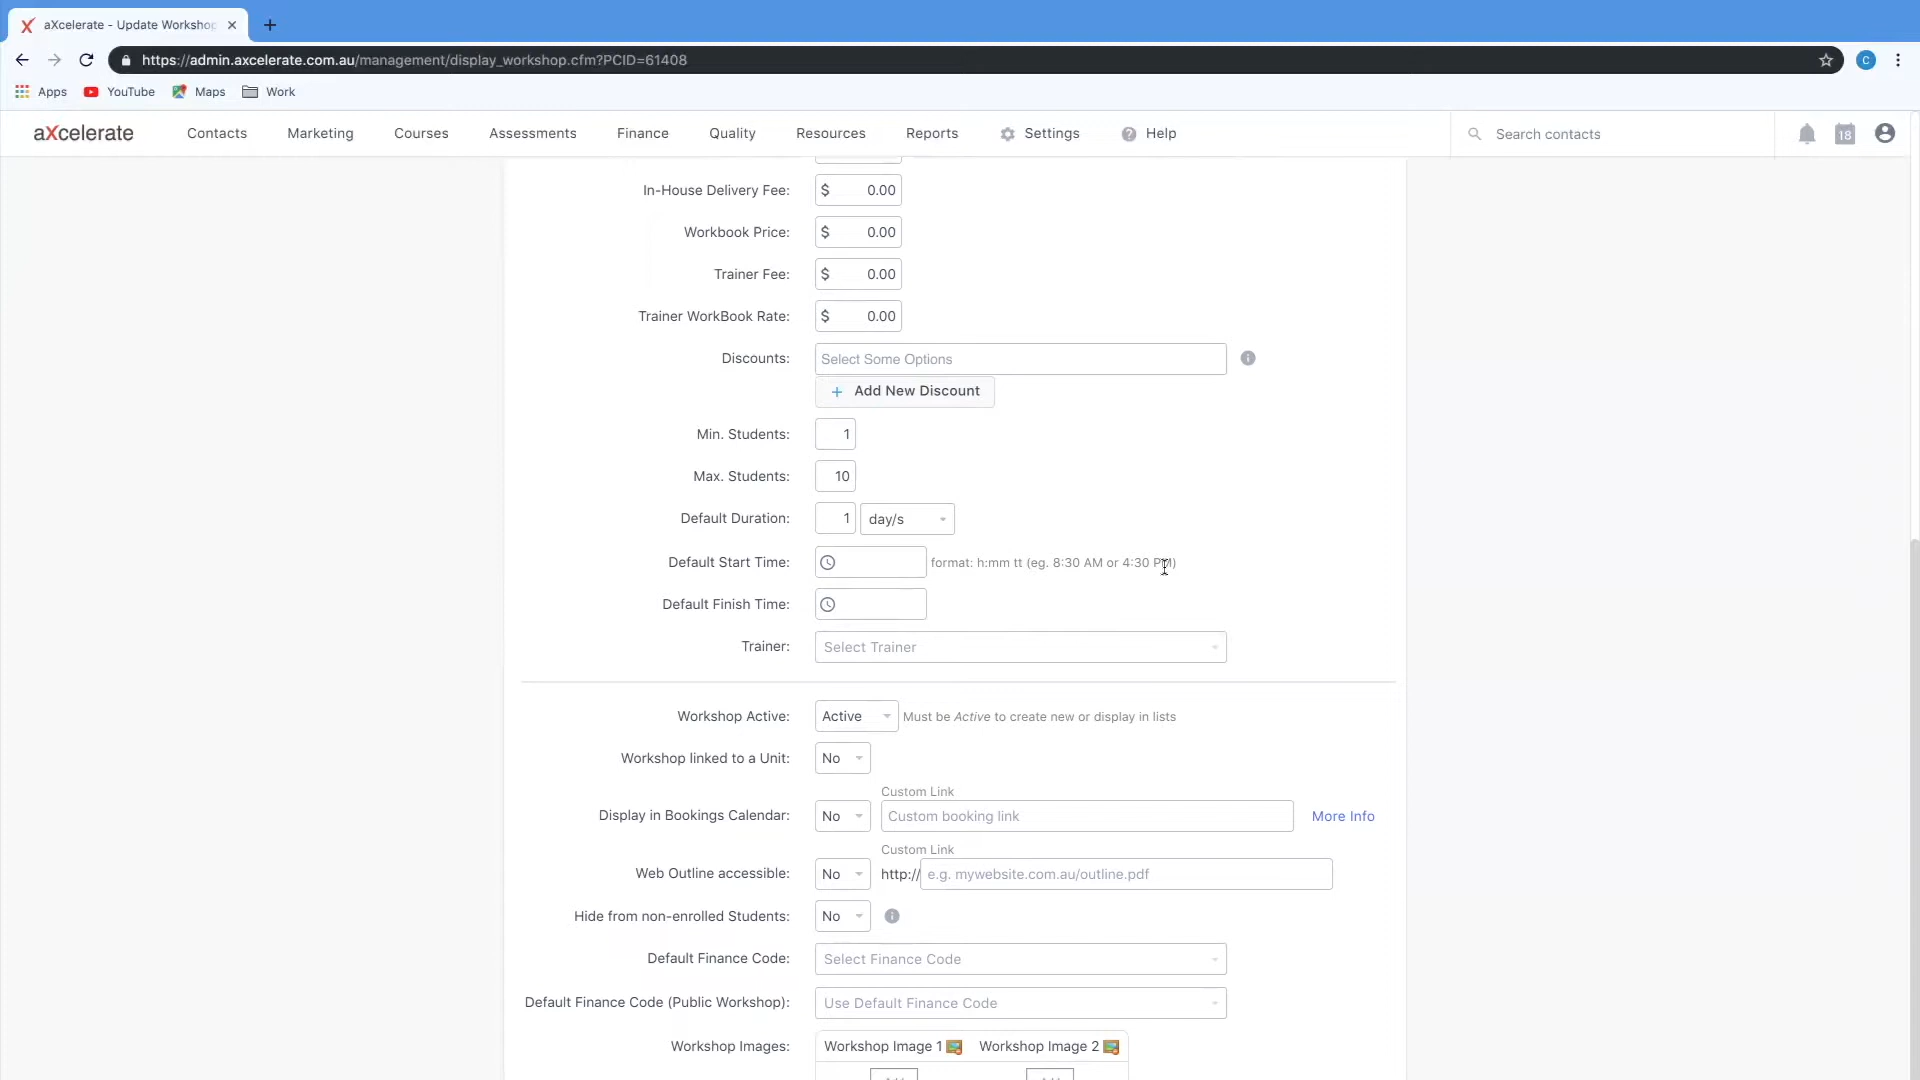 aXcelerate - Update Workshop
https://admin.axcelerate.com.au/management/display_workshop.cfm?PCID=61408
C
Apps YouTube Maps Work
aXcelerate Contacts Marketing Courses Assessments Finance Quality Resources Reports Settings Help Search contacts 18
In-House Delivery Fee: $ 0.00
Workbook Price: $ 0.00
Trainer Fee: $ 0.00
Trainer WorkBook Rate: $ 0.00
Discounts: Select Some Options
+ Add New Discount
Min. Students: 1
Max. Students: 10
Default Duration: 1 day/s
Default Start Time: format: h:mm tt (eg. 8:30 AM or 4:30 PM)
Default Finish Time:
Trainer: Select Trainer
Workshop Active: Active Must be Active to create new or display in lists
Workshop linked to a Unit: No
Custom Link
Display in Bookings Calendar: No Custom booking link More Info
Custom Link
Web Outline accessible: No http:// e.g. mywebsite.com.au/outline.pdf
Hide from non-enrolled Students: No
Default Finance Code: Select Finance Code
Default Finance Code (Public Workshop): Use Default Finance Code
Workshop Images: Workshop Image 1 Workshop Image 2